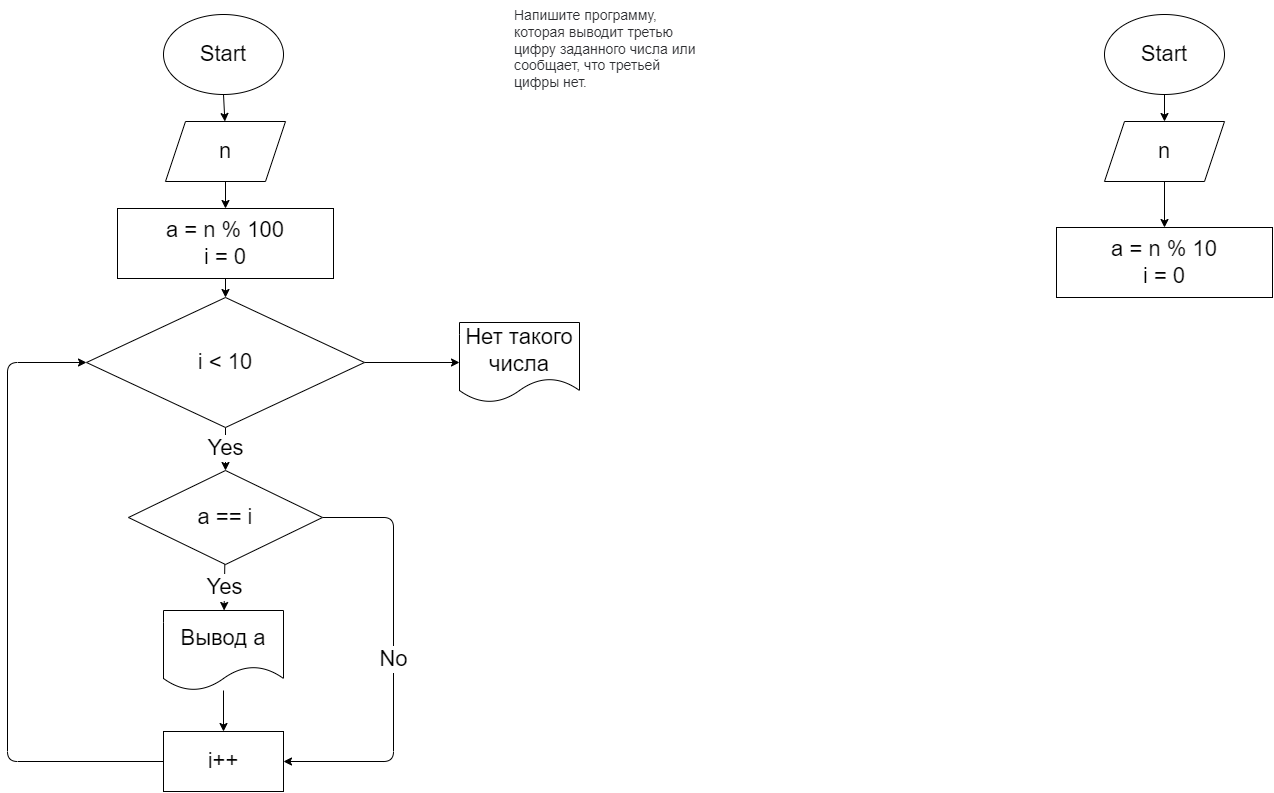 Start
n
a = n % 100
i = 0
i < 10
Нет такого
числа
Yes
a == i
Yes
Вывод а
No
i++
Напишите программу,
которая выводит третью
цифру заданного числа или
сообщает, что третьей
цифры нет.
Start
n
a = n % 10
i = 0